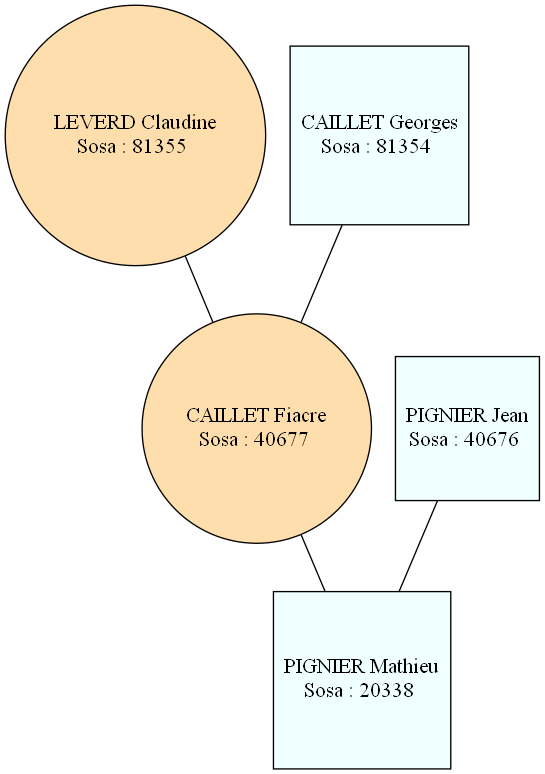 LEVERD Claudine
Sosa : 81355
CAILLET Georges
Sosa : 81354
CAILLET Fiacre
Sosa : 40677
PIGNIER Jean
Sosa : 40676
PIGNIER Mathieu
Sosa : 20338